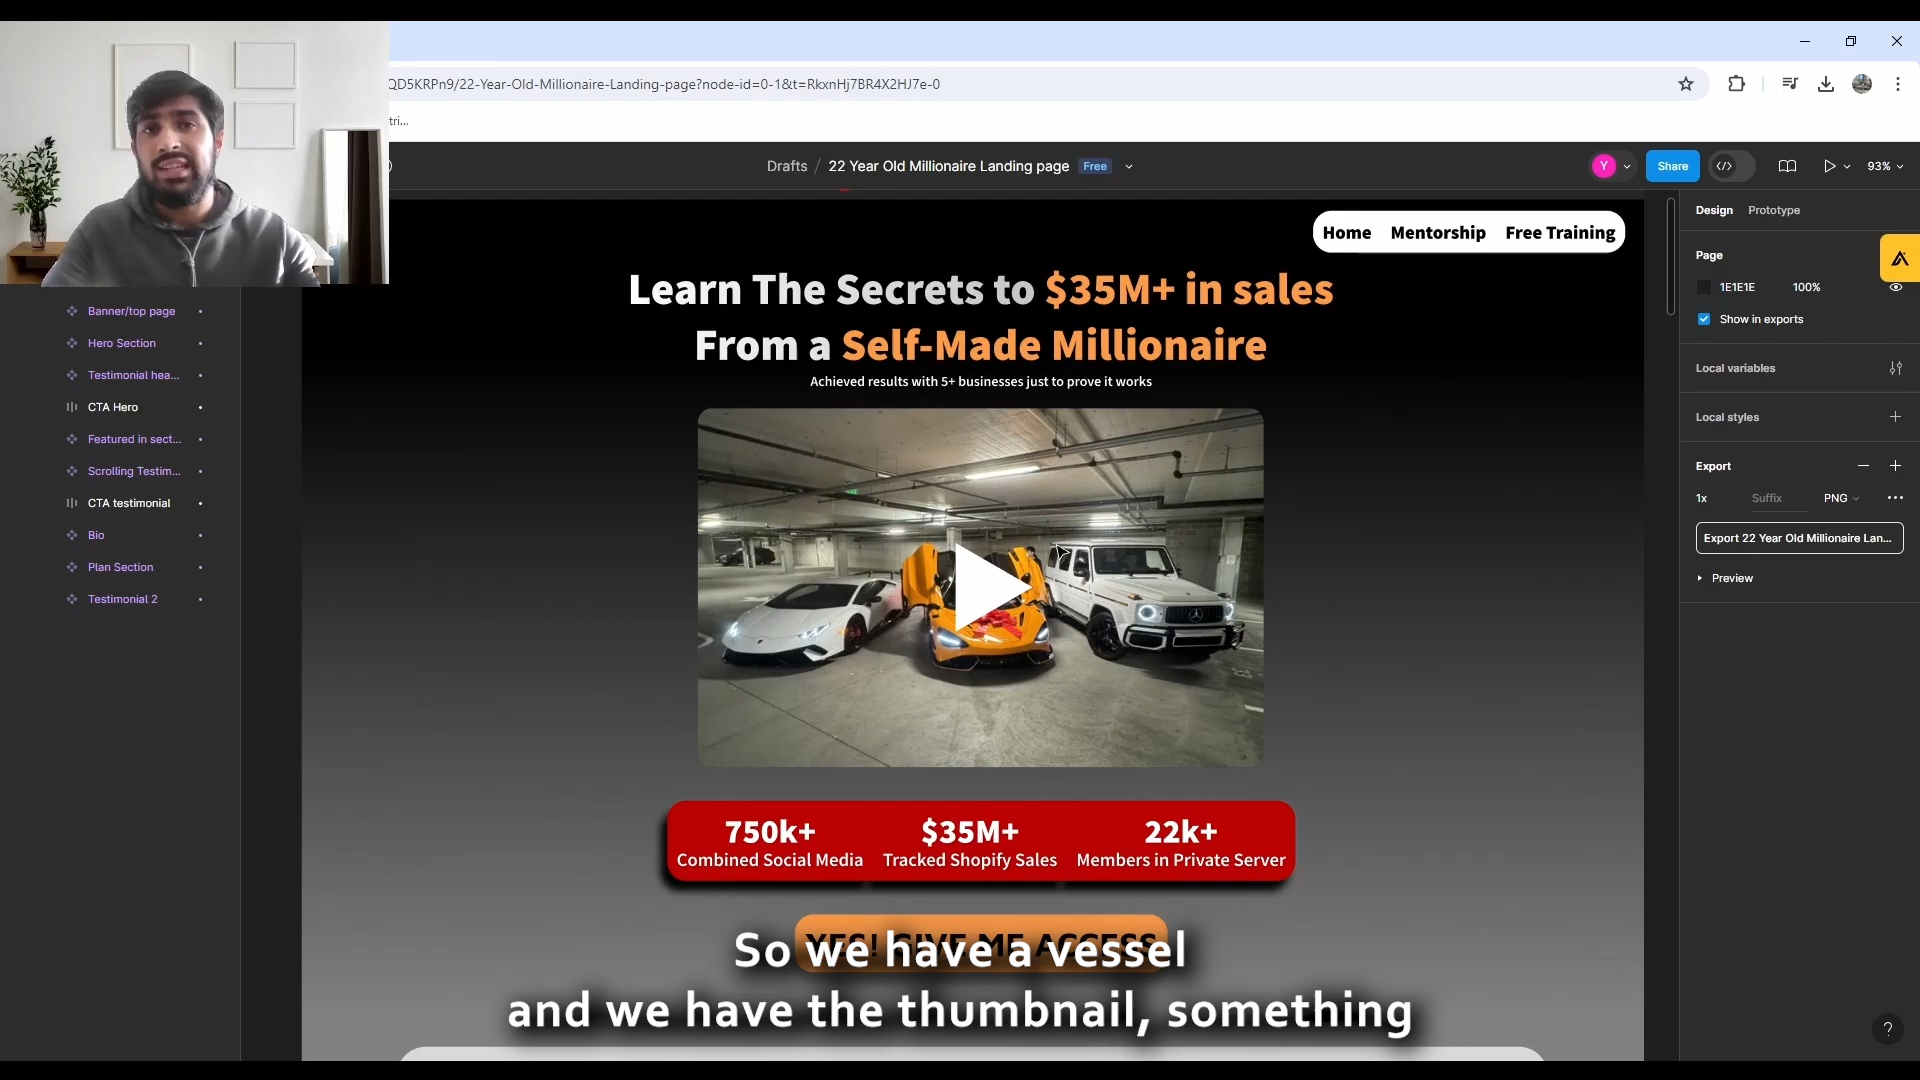 QD5KRPn9/22-Year-Old-Millionaire-Landing-page?node-id=0-1&t=RkxnHj7BR4X2HJ7e-0
tri...
Drafts / 22 Year Old Millionaire Landing page Free
Y
Share
93%
Design Prototype
Page
1E1E1E 100%
Show in exports
Local variables
Local styles
Export
1x Suffix PNG
Export 22 Year Old Millionaire Lan...
Preview
Banner/top page
Hero Section
Testimonial hea...
CTA Hero
Featured in sect...
Scrolling Testim...
CTA testimonial
Bio
Plan Section
Testimonial 2
Home Mentorship Free Training
Learn The Secrets to $35M+ in sales
From a Self-Made Millionaire
Achieved results with 5+ businesses just to prove it works
750k+
Combined Social Media
$35M+
Tracked Shopify Sales
22k+
Members in Private Server
YES! GIVE ME ACCESS
So we have a vessel
and we have the thumbnail, something
?